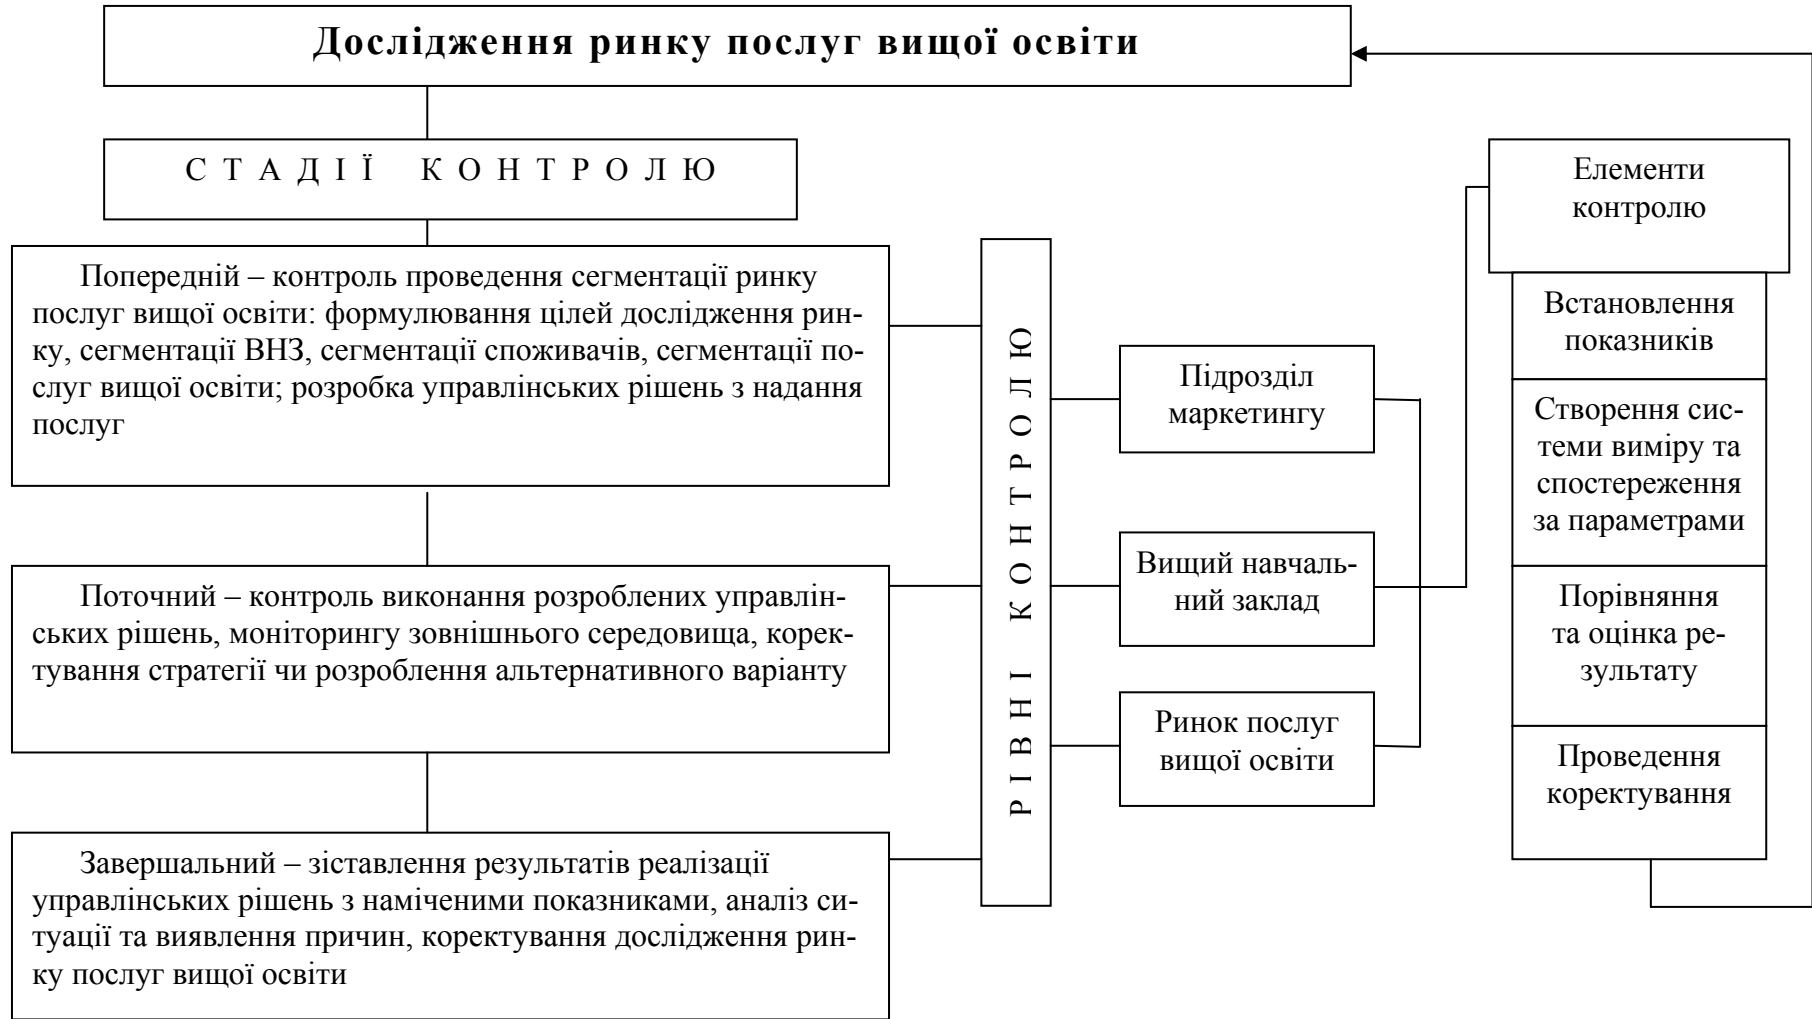 Дослідження ринку послуг вищої освіти
СТАДІЇ КОНТРОЛЮ
Попередній – контроль проведення сегментації ринку
послуг вищої освіти: формулювання цілей дослідження рин-
ку, сегментації ВНЗ, сегментації споживачів, сегментації по-
слуг вищої освіти; розробка управлінських рішень з надання
послуг
Поточний – контроль виконання розроблених управлін-
ських рішень, моніторингу зовнішнього середовища, корек-
тування стратегії чи розроблення альтернативного варіанту
Завершальний – зіставлення результатів реалізації
управлінських рішень з наміченими показниками, аналіз си-
туації та виявлення причин, коректування дослідження рин-
ку послуг вищої освіти
РІВНІ КОНТРОЛЮ
Підрозділ
маркетингу
Вищий навчаль-
ний заклад
Ринок послуг
вищої освіти
Елементи
контролю
Встановлення
показників
Створення сис-
теми виміру та
спостереження
за параметрами
Порівняння
та оцінка ре-
зультату
Проведення
коректування